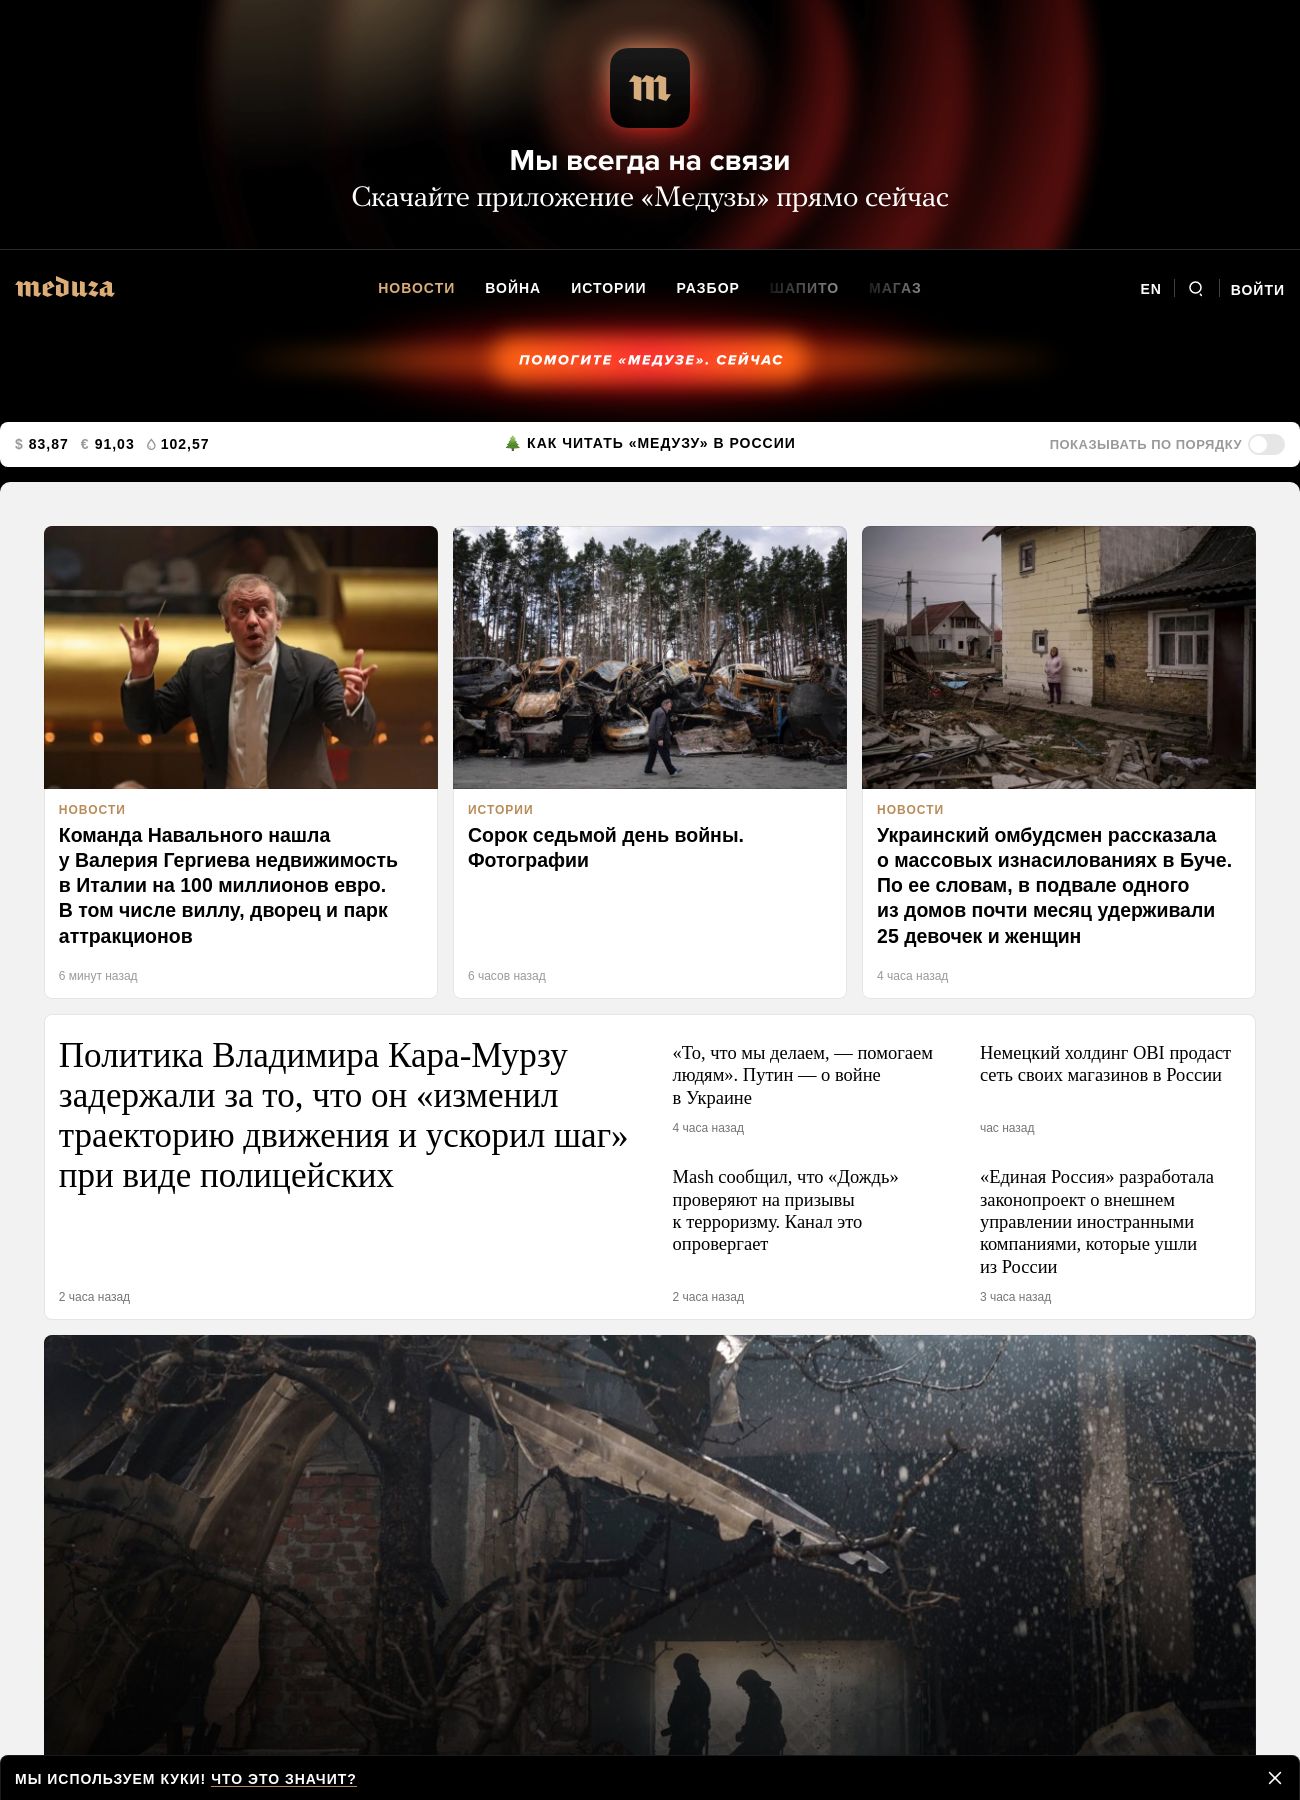 m
Мы всегда на связи
Скачайте приложение «Медузы» прямо сейчас
meduza
НОВОСТИ ВОЙНА ИСТОРИИ РАЗБОР ШАПИТО МАГАЗ
EN ВОЙТИ
ПОМОГИТЕ «МЕДУЗЕ». СЕЙЧАС
$ 83,87 € 91,03 102,57
КАК ЧИТАТЬ «МЕДУЗУ» В РОССИИ
ПОКАЗЫВАТЬ ПО ПОРЯДКУ
НОВОСТИ
Команда Навального нашла
у Валерия Гергиева недвижимость
в Италии на 100 миллионов евро.
В том числе виллу, дворец и парк
аттракционов
6 минут назад
ИСТОРИИ
Сорок седьмой день войны.
Фотографии
6 часов назад
НОВОСТИ
Украинский омбудсмен рассказала
о массовых изнасилованиях в Буче.
По ее словам, в подвале одного
из домов почти месяц удерживали
25 девочек и женщин
4 часа назад
Политика Владимира Кара-Мурзу
задержали за то, что он «изменил
траекторию движения и ускорил шаг»
при виде полицейских
2 часа назад
«То, что мы делаем, — помогаем
людям». Путин — о войне
в Украине
4 часа назад
Немецкий холдинг OBI продаст
сеть своих магазинов в России
час назад
Mash сообщил, что «Дождь»
проверяют на призывы
к терроризму. Канал это
опровергает
2 часа назад
«Единая Россия» разработала
законопроект о внешнем
управлении иностранными
компаниями, которые ушли
из России
3 часа назад
МЫ ИСПОЛЬЗУЕМ КУКИ! ЧТО ЭТО ЗНАЧИТ?